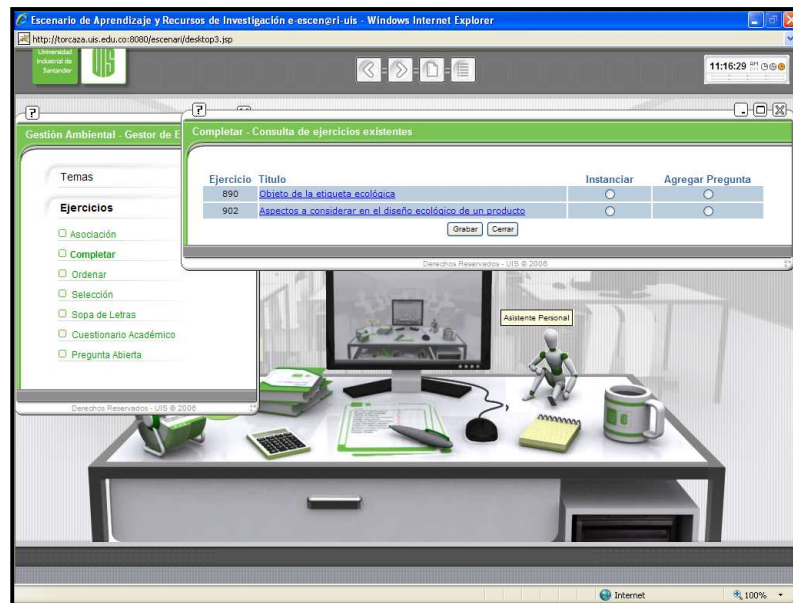 Escenario de Aprendizaje y Recursos de Investigación e-escen@ri-uis - Windows Internet Explorer
http://torcaza.uis.edu.co:8080/escenari/desktop3.jsp
Universidad
Industrial de
Santander
11:16:29
Gestión Ambiental - Gestor de E
Temas
Ejercicios
Asociación
Completar
Ordenar
Selección
Sopa de Letras
Cuestionario Académico
Pregunta Abierta
Derechos Reservados - UIS © 2006
Completar - Consulta de ejercicios existentes
Ejercicio Titulo Instanciar Agregar Pregunta
890 Objeto de la etiqueta ecológica
902 Aspectos a considerar en el diseño ecológico de un producto
Grabar Cerrar
Derechos Reservados - UIS © 2006
Asistente Personal
Internet 100%